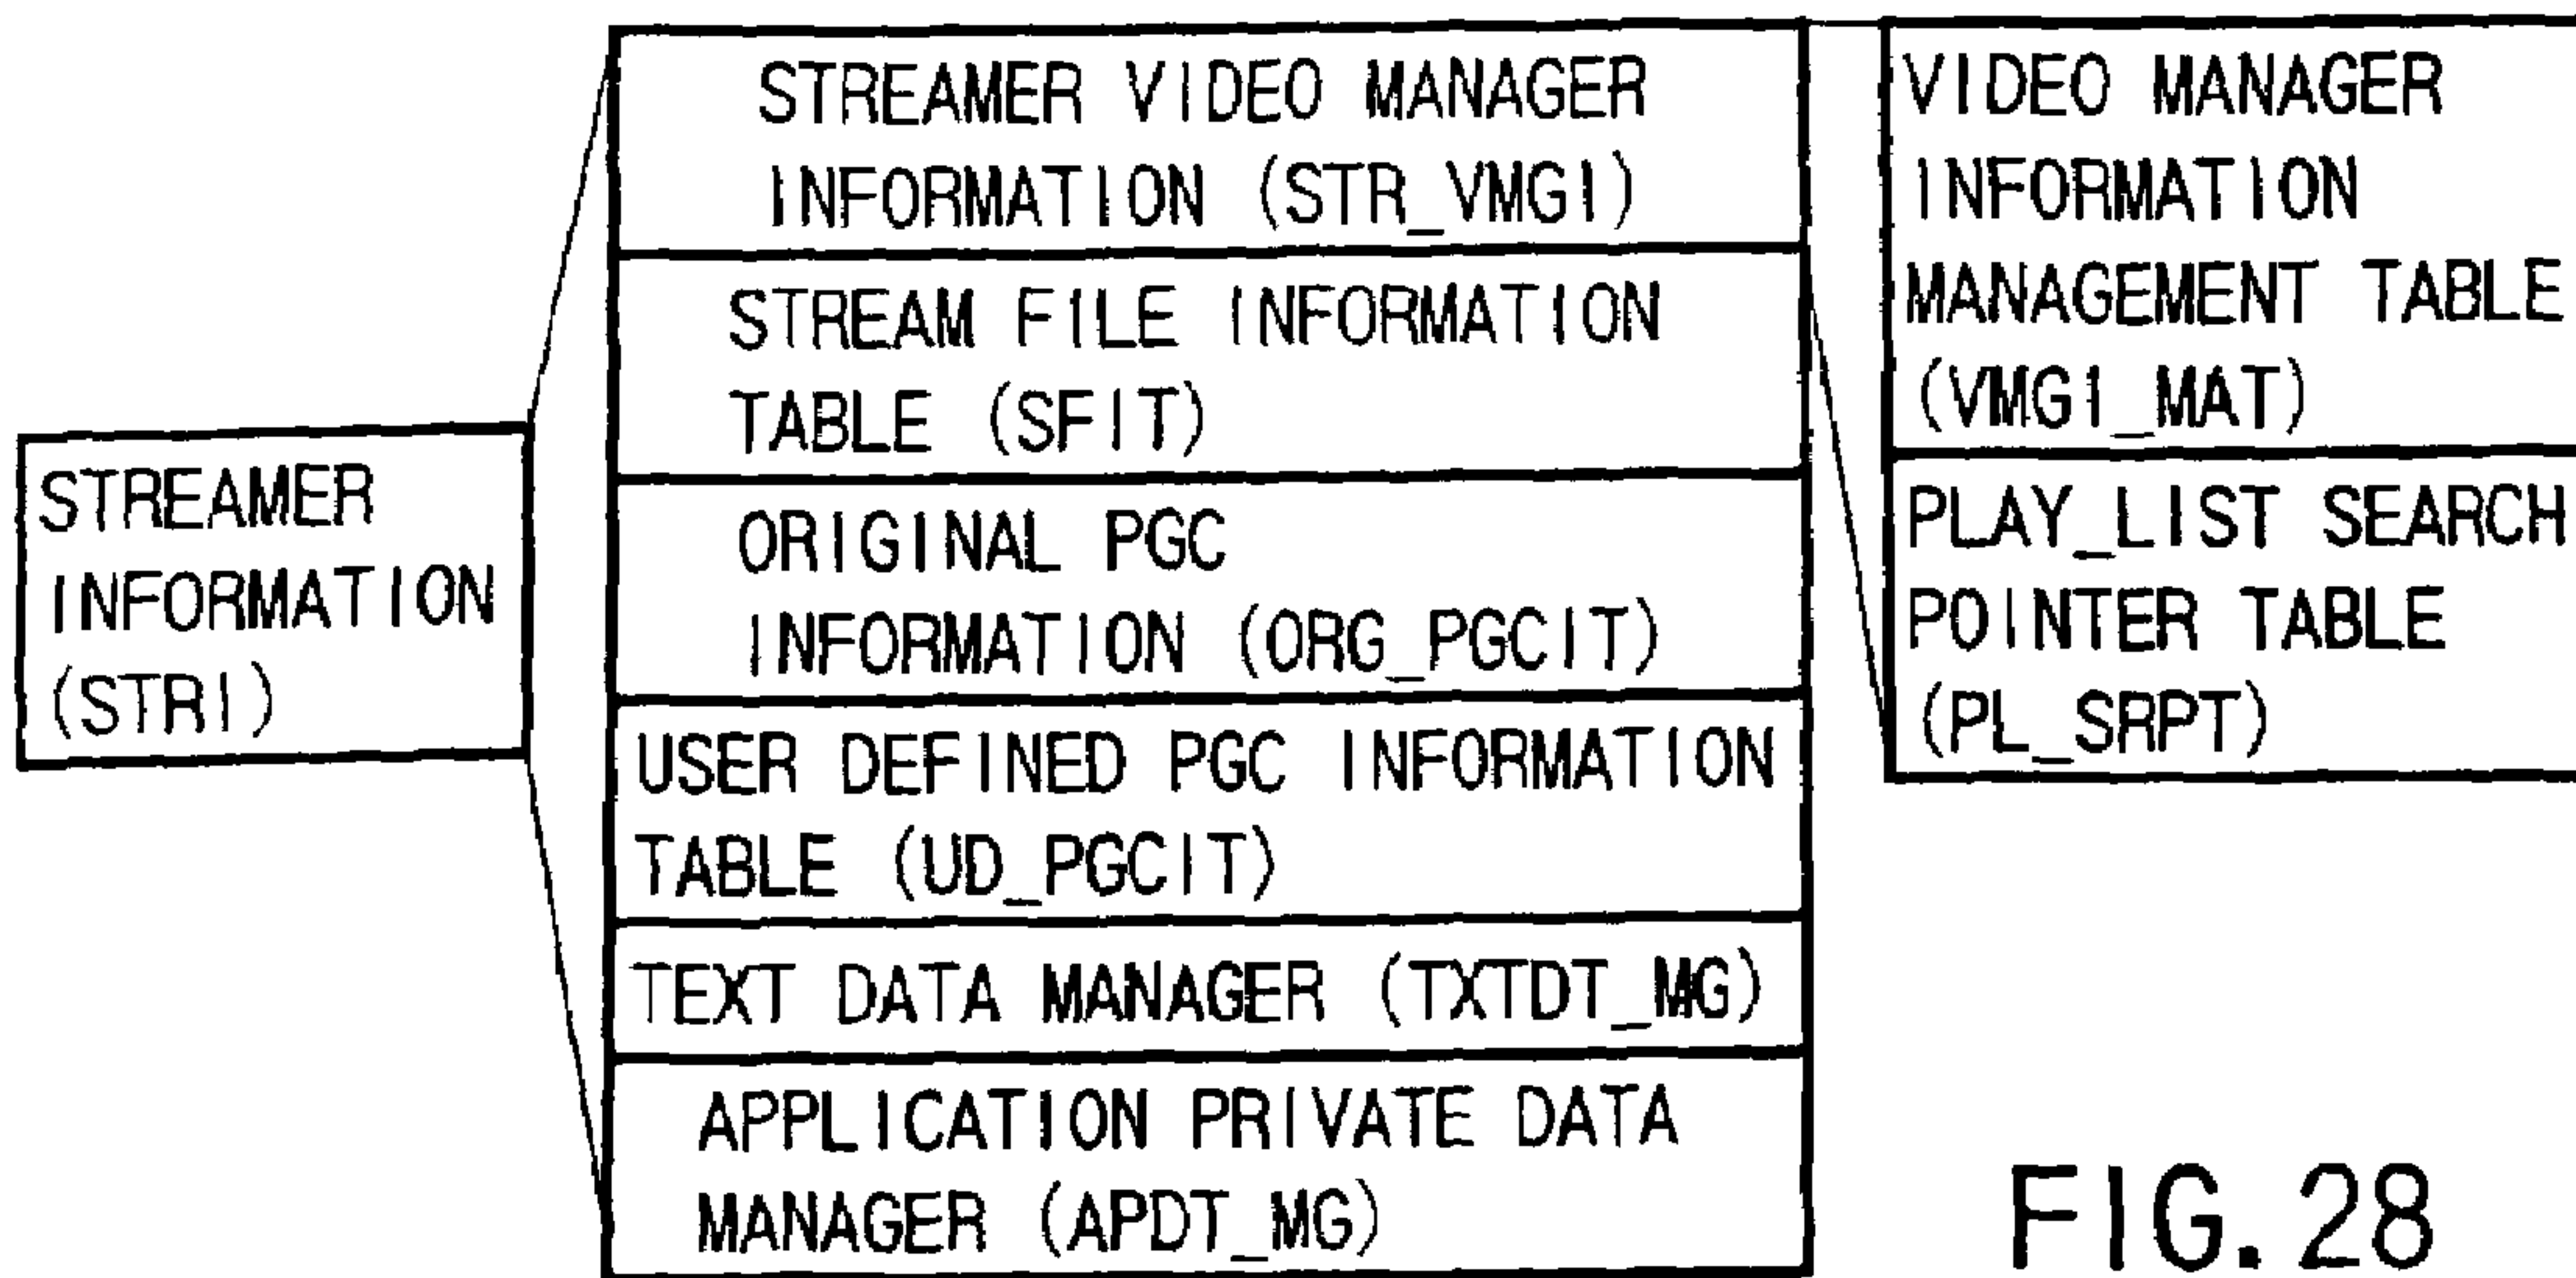 STREAMER
INFORMATION
(STRI)
STREAMER VIDEO MANAGER
INFORMATION (STR_VMGI)
STREAM FILE INFORMATION
TABLE (SFIT)
ORIGINAL PGC
INFORMATION (ORG_PGCIT)
USER DEFINED PGC INFORMATION
TABLE (UD_PGCIT)
TEXT DATA MANAGER (TXTDT_MG)
APPLICATION PRIVATE DATA
MANAGER (APDT_MG)
VIDEO MANAGER
INFORMATION
MANAGEMENT TABLE
(VMGI_MAT)
PLAY_LIST SEARCH
POINTER TABLE
(PL_SRPT)
FIG.28